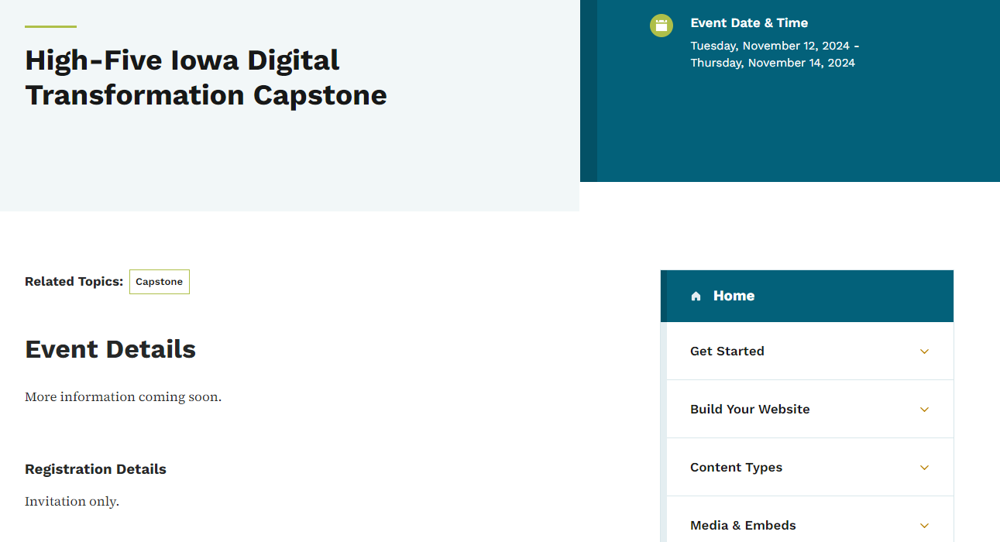 High-Five Iowa Digital
Transformation Capstone
Event Date & Time
Tuesday, November 12, 2024 -
Thursday, November 14, 2024
Related Topics: Capstone
Event Details
More information coming soon.
Registration Details
Invitation only.
Home
Get Started
Build Your Website
Content Types
Media & Embeds